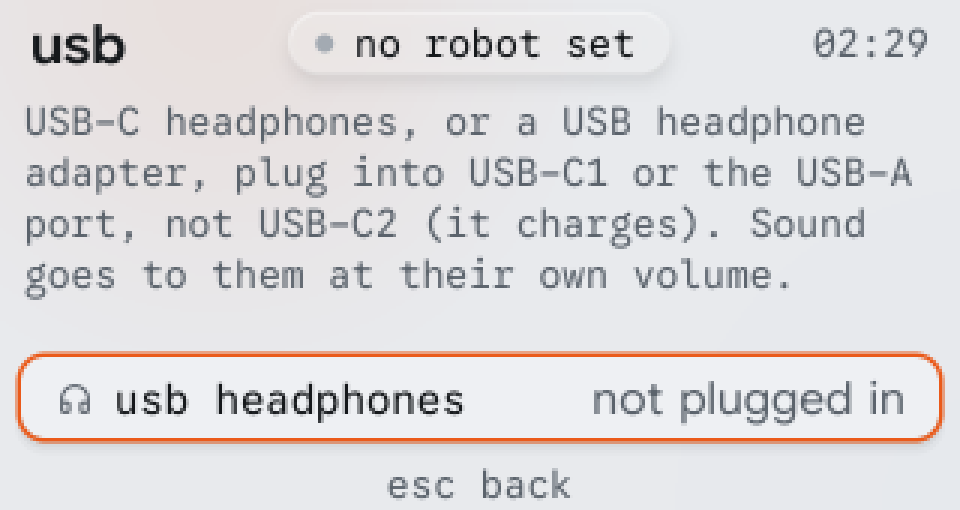 usb
no robot set
02:29
USB-C headphones, or a USB headphone
adapter, plug into USB-C1 or the USB-A
port, not USB-C2 (it charges). Sound
goes to them at their own volume.
usb headphones
not plugged in
esc back